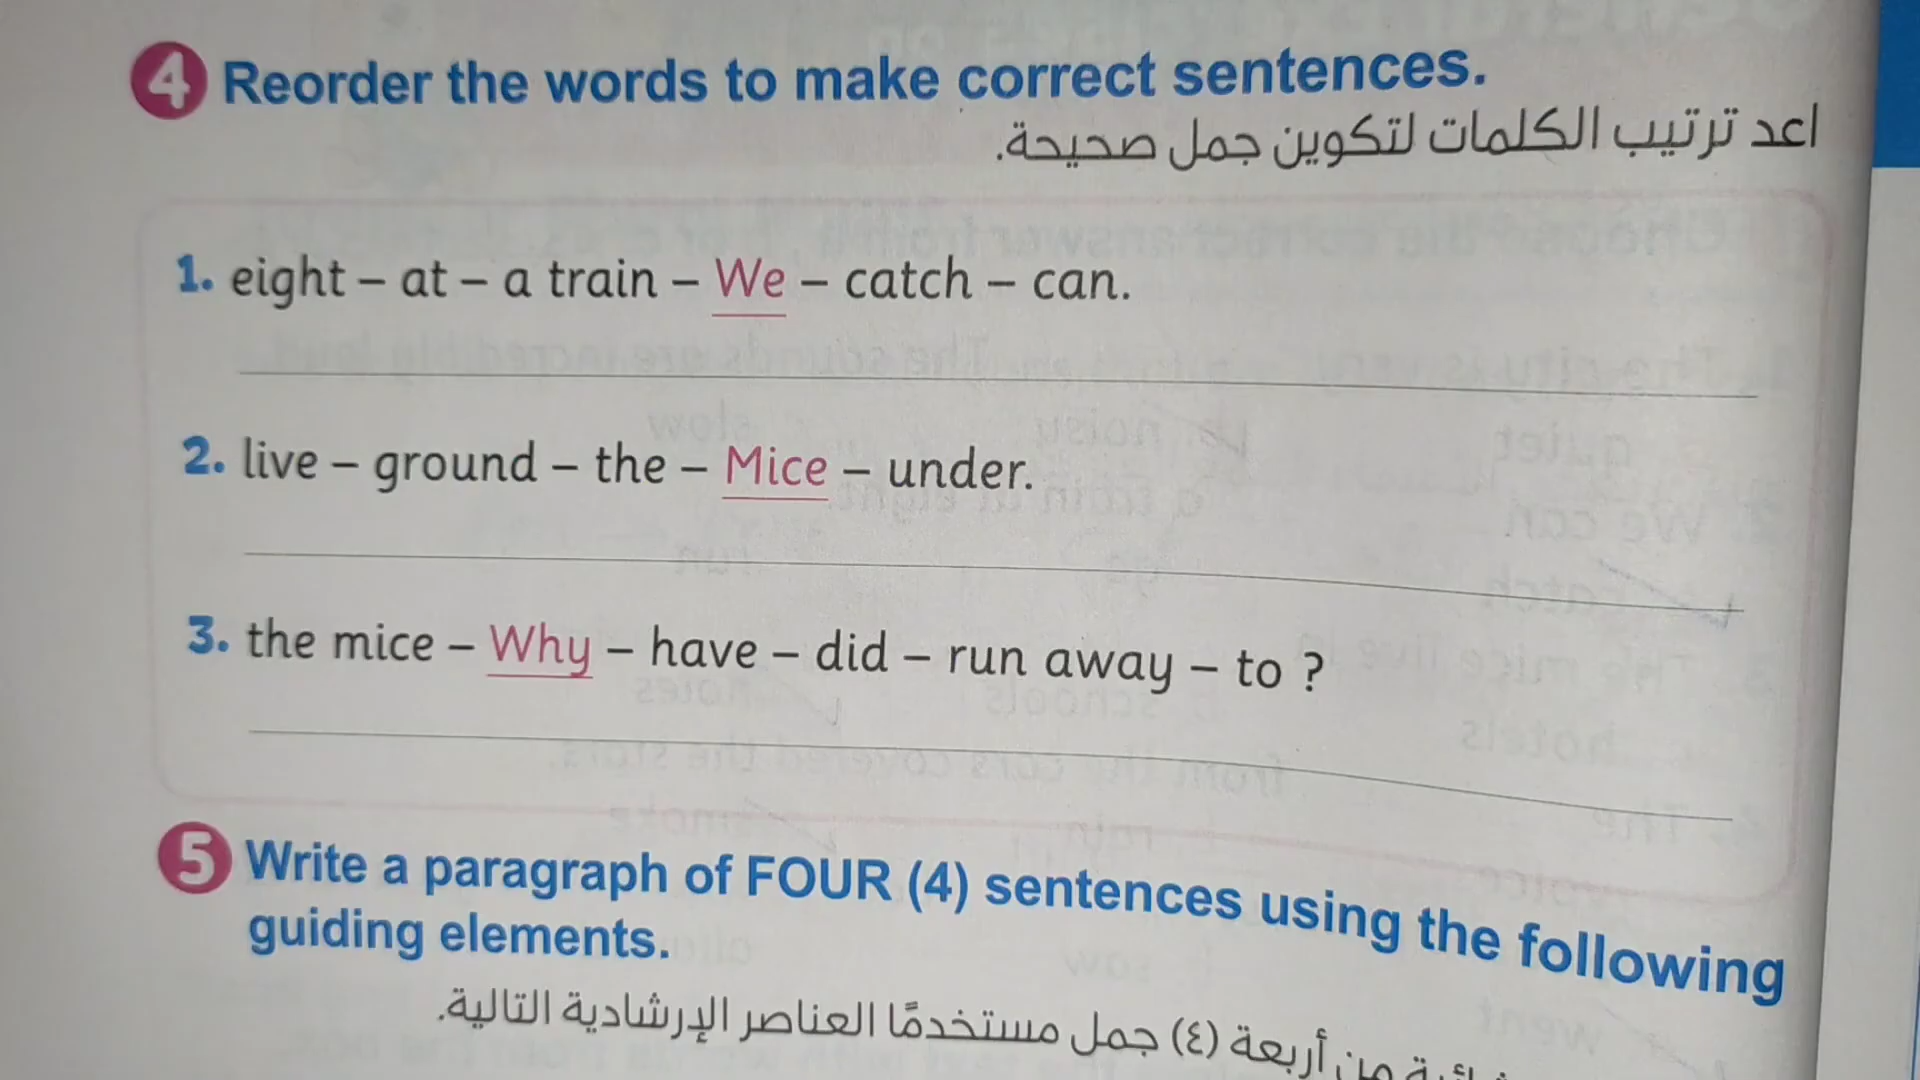 4 Reorder the words to make correct sentences.
اعد ترتيب الكلمات لتكوين جمل صحيحة.
1. eight – at – a train – We – catch – can.
2. live – ground – the – Mice – under.
3. the mice – Why – have – did – run away – to ?
5 Write a paragraph of FOUR (4) sentences using the following
guiding elements.
من أربعة (٤) جمل مستخدمًا العناصر الإرشادية التالية.